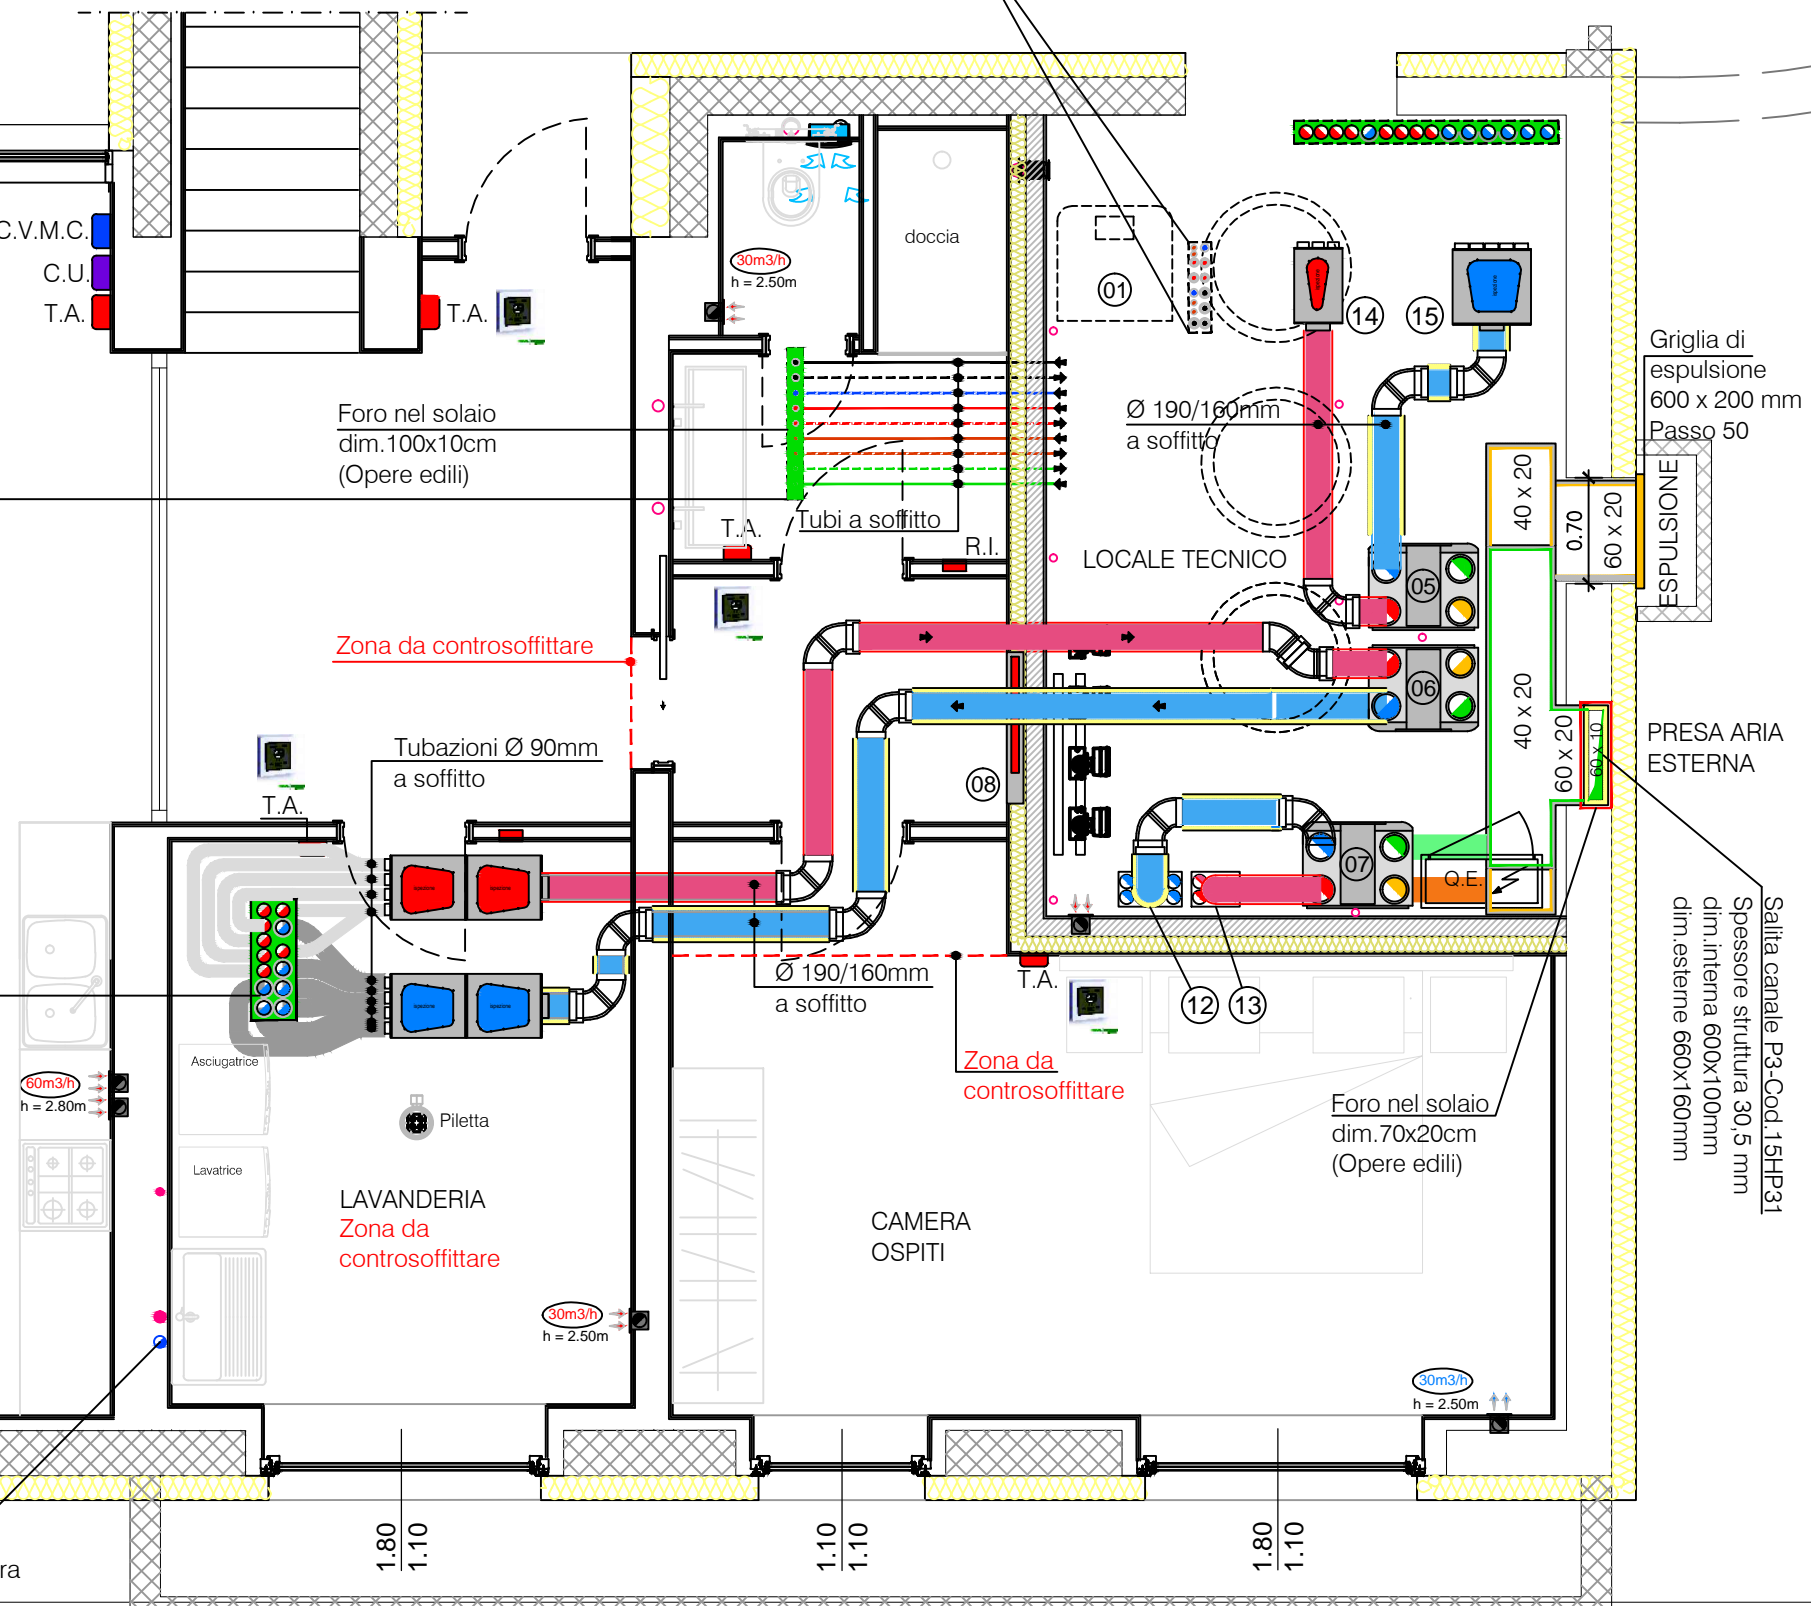 C.V.M.C.
C.U.
T.A.
T.A.
30m3/h
h = 2.50m
doccia
01
14
15
Griglia di
espulsione
600 x 200 mm
Passo 50
Foro nel solaio
dim.100x10cm
(Opere edili)
Ø 190/160mm
a soffitto
Tubi a soffitto
T.A.
R.I.
LOCALE TECNICO
40 x 20
0.70
60 x 20
ESPULSIONE
05
06
Zona da controsoffittare
40 x 20
60 x 20
60 x 10
PRESA ARIA
ESTERNA
Tubazioni Ø 90mm
a soffitto
T.A.
08
07
Q.E.
Salita canale P3-Cod.15HP31
Spessore struttura 30,5 mm
dim.interna 600x100mm
dim.esterne 660x160mm
Ø 190/160mm
a soffitto
T.A.
12
13
Asciugatrice
60m3/h
h = 2.80m
Piletta
Zona da
controsoffittare
Foro nel solaio
dim.70x20cm
(Opere edili)
Lavatrice
LAVANDERIA
Zona da
controsoffittare
CAMERA
OSPITI
30m3/h
h = 2.50m
30m3/h
h = 2.50m
1.80
1.10
1.10
1.10
1.80
1.10
ra